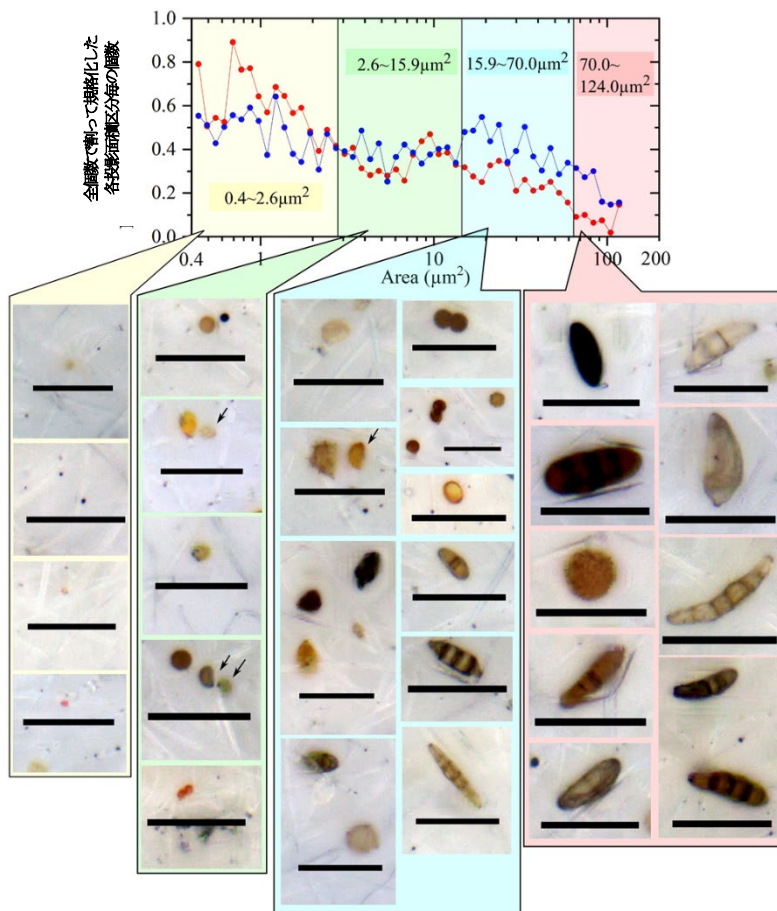 全個数で割って規格化した
各投影面積区分毎の個数
]
1.0
0.8
0.6
0.4
0.2
0.0
0.4~2.6µm²
2.6~15.9µm²
15.9~70.0µm²
70.0~
124.0µm²
0.4
1
10
100
200
Area (µm²)